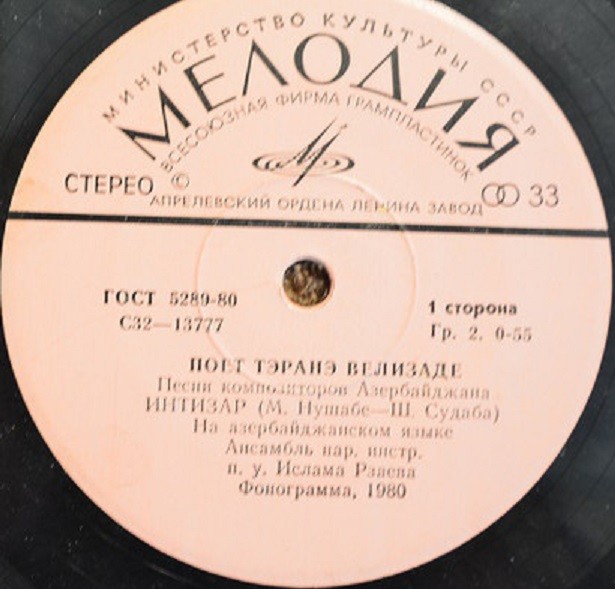 МИНИСТЕРСТВО КУЛЬТУРЫ СССР
МЕЛОДИЯ
ВСЕСОЮЗНАЯ ФИРМА ГРАМПЛАСТИНОК
СТЕРЕО © 33
АПРЕЛЕВСКИЙ ОРДЕНА ЛЕНИНА ЗАВОД
ГОСТ 5289-80
С32—13777
1 сторона
Гр. 2. 0-55
ПОЕТ ТЭРАНЭ ВЕЛИЗАДЕ
Песни композиторов Азербайджана
ИНТИЗАР (М. Нушабе—Ш. Судаба)
На азербайджанском языке
Ансамбль нар. инстр.
п. у. Ислама Рзаева
Фонограмма, 1980